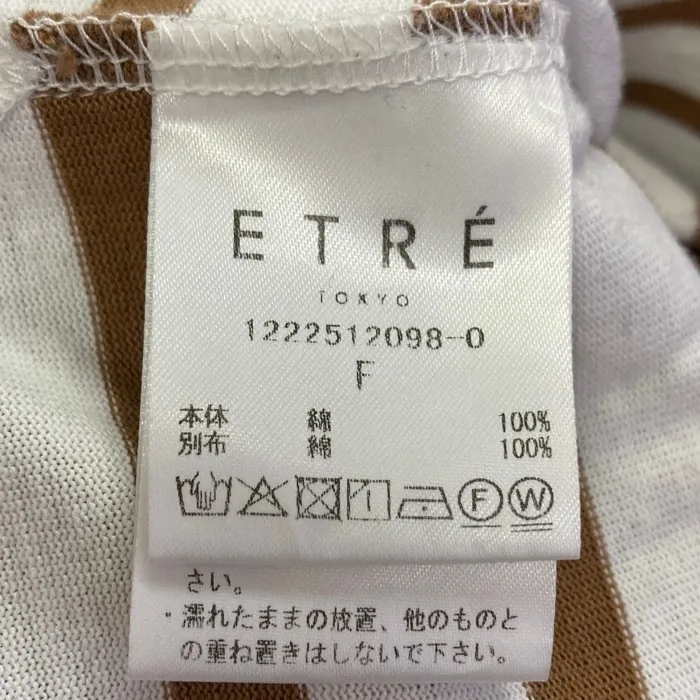 ETRÉ
TOKYO
1222512098-0
F
本体 綿 100%
別布 綿 100%
F W
さい。
・濡れたままの放置、他のものと
の重ね置きはしないで下さい。